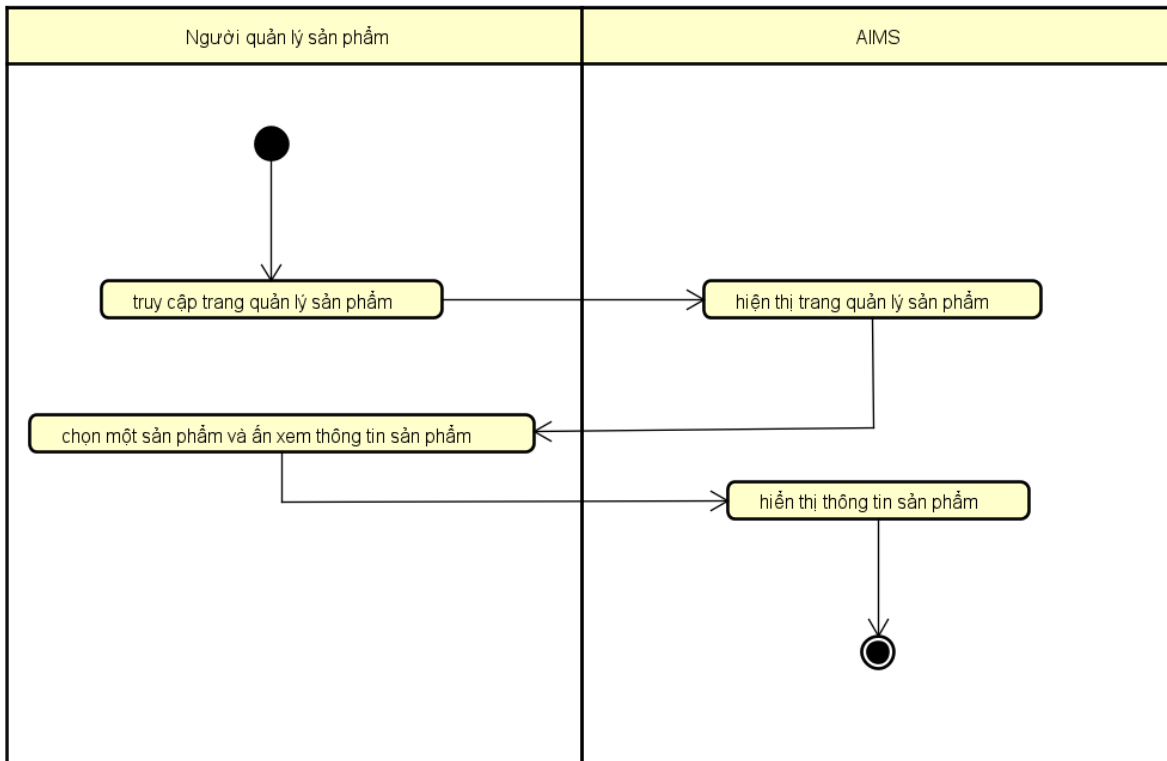 Người quản lý sản phẩm
AIMS
truy cập trang quản lý sản phẩm
hiện thị trang quản lý sản phẩm
chọn một sản phẩm và ấn xem thông tin sản phẩm
hiển thị thông tin sản phẩm